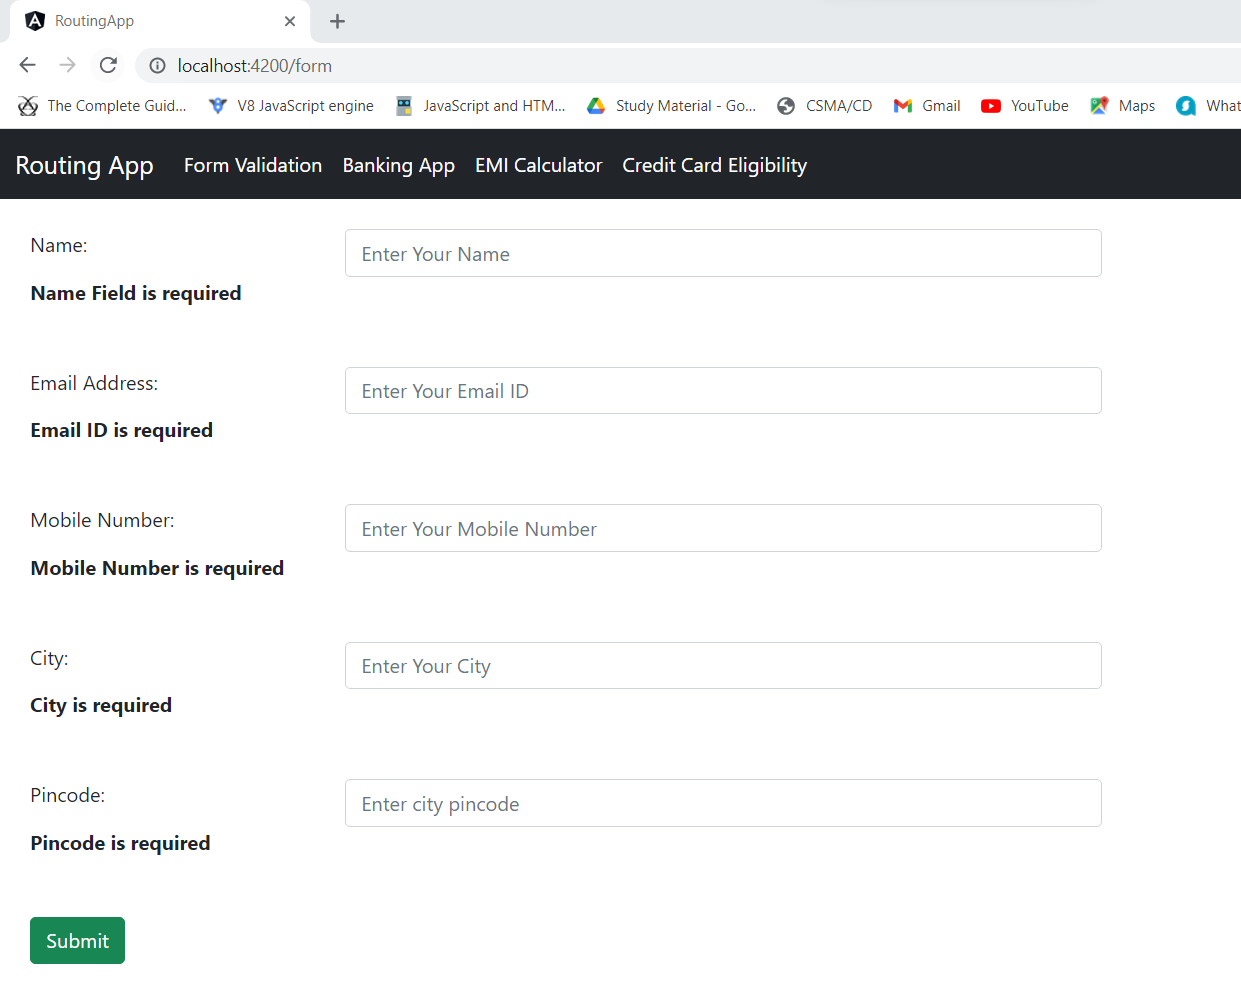 RoutingApp
localhost:4200/form
The Complete Guid... V8 JavaScript engine JavaScript and HTM... Study Material - Go... CSMA/CD Gmail YouTube Maps What
Routing App Form Validation Banking App EMI Calculator Credit Card Eligibility
Name: Enter Your Name
Name Field is required
Email Address: Enter Your Email ID
Email ID is required
Mobile Number: Enter Your Mobile Number
Mobile Number is required
City: Enter Your City
City is required
Pincode: Enter city pincode
Pincode is required
Submit